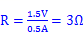 R = 1.5V/0.5A = 3Ω